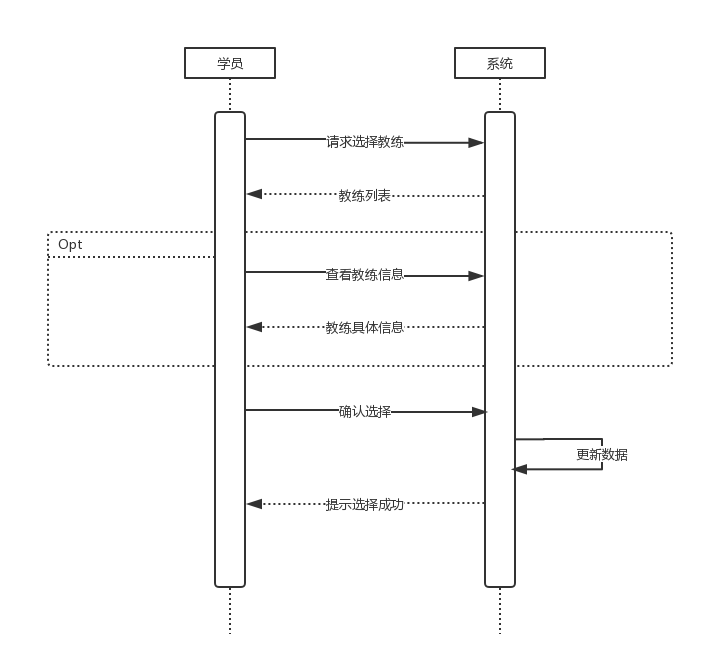 学员
系统
请求选择教练
教练列表
Opt
查看教练信息
教练具体信息
确认选择
更新数据
提示选择成功